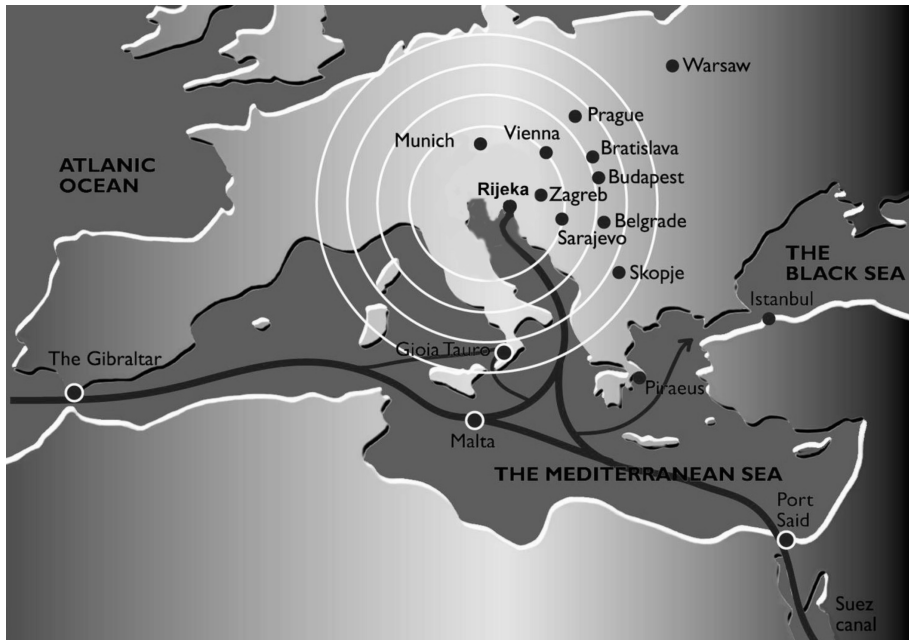 Warsaw
Prague
Vienna
Munich
Bratislava
ATLANIC
OCEAN
Budapest
Rijeka
Zagreb
Belgrade
Sarajevo
THE
BLACK SEA
Skopje
Istanbul
Gioia Tauro
The Gibraltar
Piraeus
Malta
THE MEDITERRANEAN SEA
Port
Said
Suez
canal